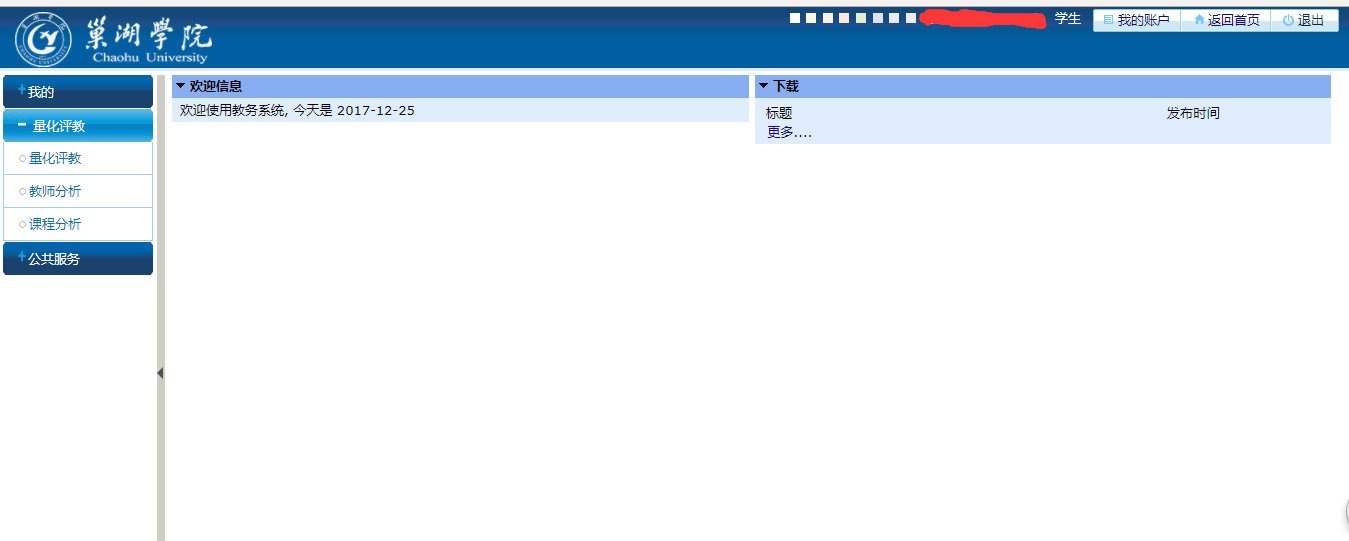 巢湖學院
Chaohu University
学生
我的账户
返回首页
退出
我的
量化评教
量化评教
教师分析
课程分析
公共服务
欢迎信息
欢迎使用教务系统, 今天是 2017-12-25
下载
标题 发布时间
更多....